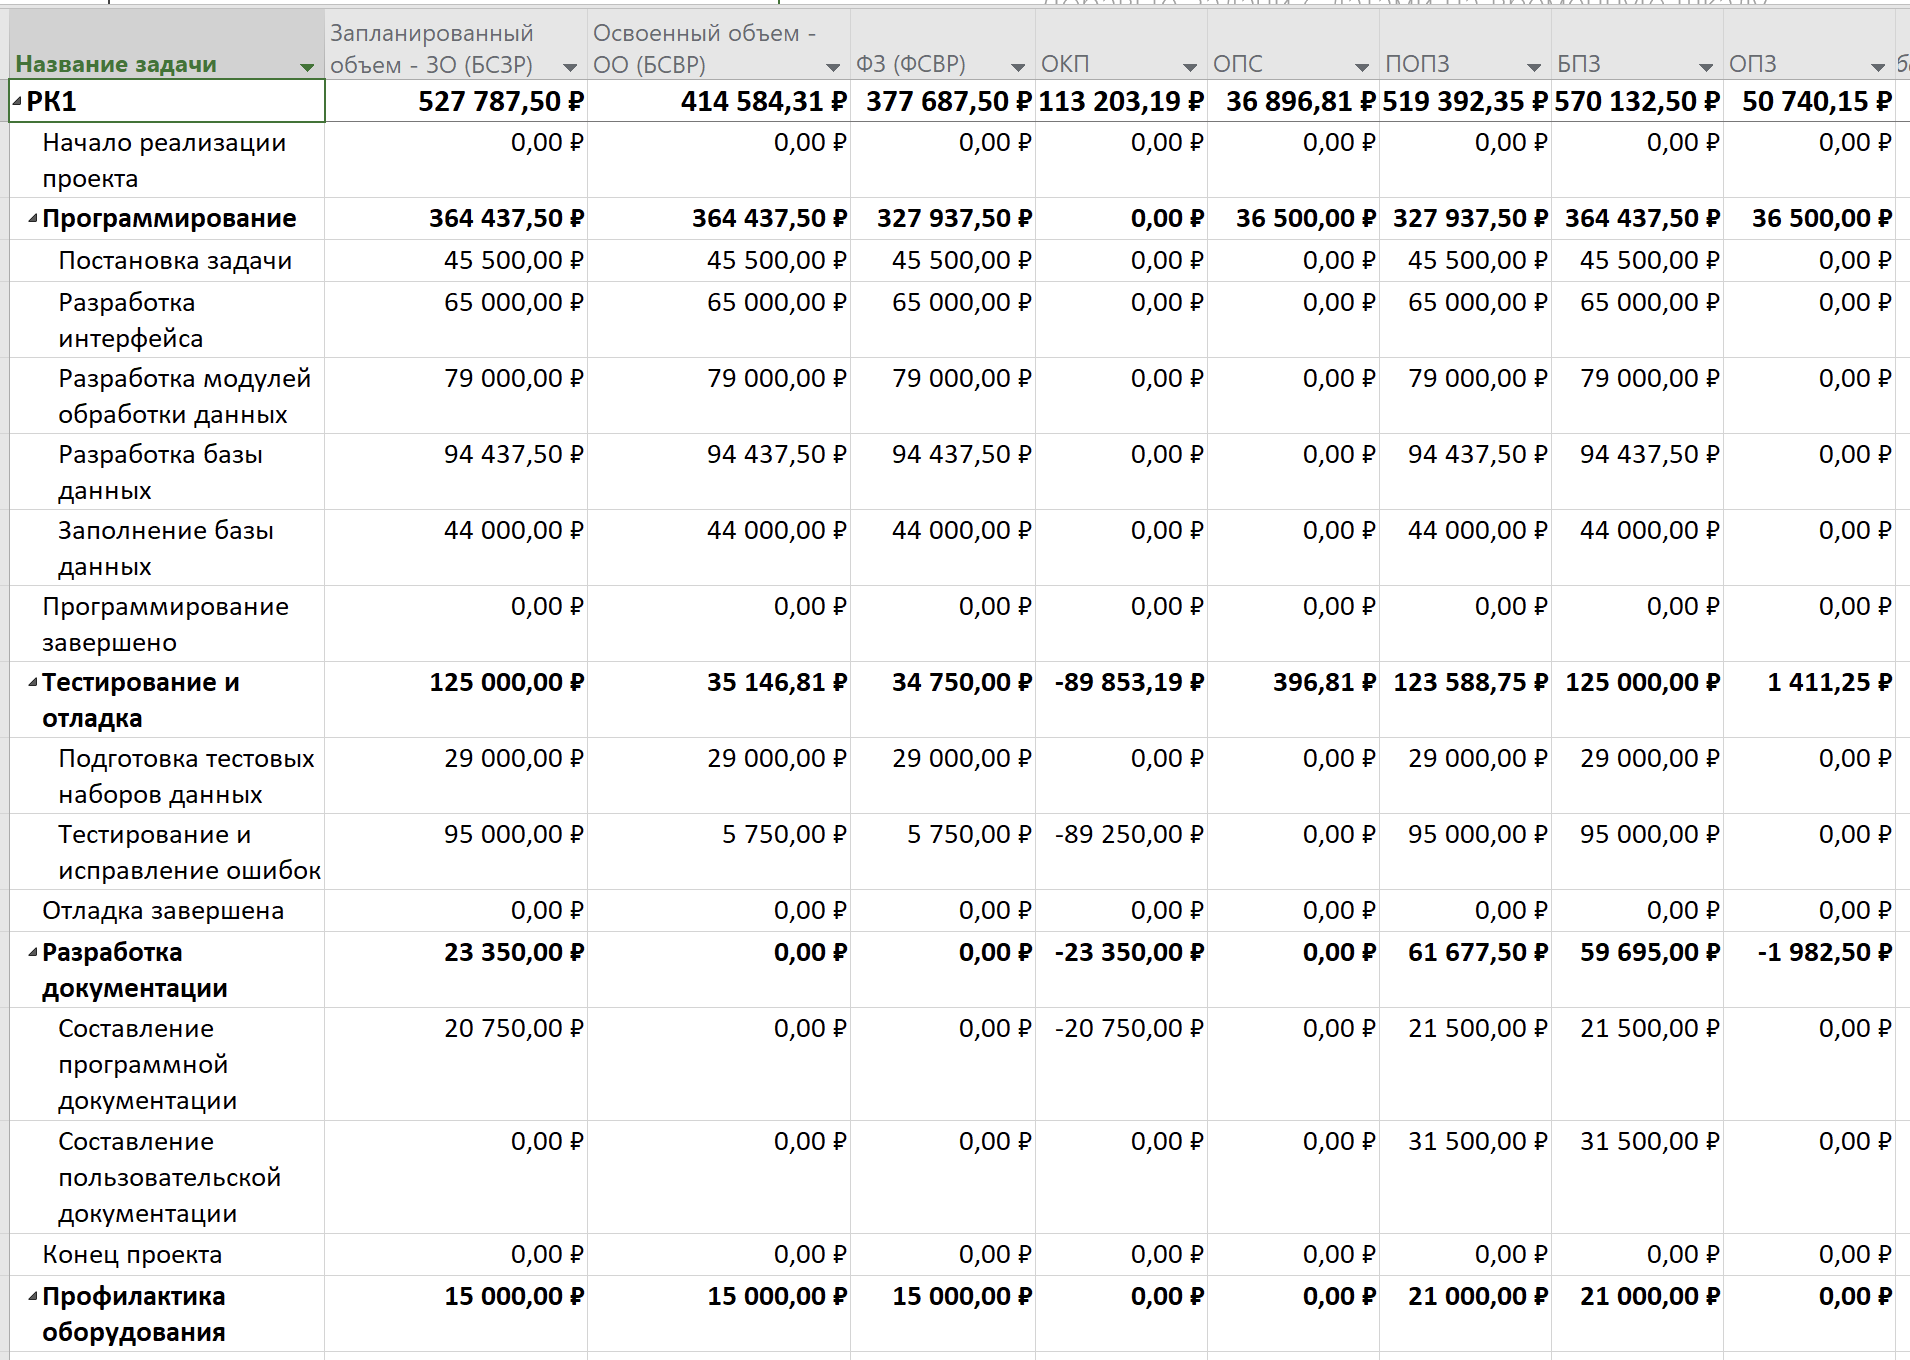 Запланированный Освоенный объем -
Название задачи объем - ЗО (БСЗР) ОО (БСВР) ФЗ (ФСВР) ОКП ОПС ПОПЗ БПЗ ОПЗ
РК1 527 787,50 ₽ 414 584,31 ₽ 377 687,50 ₽ 113 203,19 ₽ 36 896,81 ₽ 519 392,35 ₽ 570 132,50 ₽ 50 740,15 ₽
Начало реализации 0,00 ₽ 0,00 ₽ 0,00 ₽ 0,00 ₽ 0,00 ₽ 0,00 ₽ 0,00 ₽ 0,00 ₽
проекта
Программирование 364 437,50 ₽ 364 437,50 ₽ 327 937,50 ₽ 0,00 ₽ 36 500,00 ₽ 327 937,50 ₽ 364 437,50 ₽ 36 500,00 ₽
Постановка задачи 45 500,00 ₽ 45 500,00 ₽ 45 500,00 ₽ 0,00 ₽ 0,00 ₽ 45 500,00 ₽ 45 500,00 ₽ 0,00 ₽
Разработка 65 000,00 ₽ 65 000,00 ₽ 65 000,00 ₽ 0,00 ₽ 0,00 ₽ 65 000,00 ₽ 65 000,00 ₽ 0,00 ₽
интерфейса
Разработка модулей 79 000,00 ₽ 79 000,00 ₽ 79 000,00 ₽ 0,00 ₽ 0,00 ₽ 79 000,00 ₽ 79 000,00 ₽ 0,00 ₽
обработки данных
Разработка базы 94 437,50 ₽ 94 437,50 ₽ 94 437,50 ₽ 0,00 ₽ 0,00 ₽ 94 437,50 ₽ 94 437,50 ₽ 0,00 ₽
данных
Заполнение базы 44 000,00 ₽ 44 000,00 ₽ 44 000,00 ₽ 0,00 ₽ 0,00 ₽ 44 000,00 ₽ 44 000,00 ₽ 0,00 ₽
данных
Программирование 0,00 ₽ 0,00 ₽ 0,00 ₽ 0,00 ₽ 0,00 ₽ 0,00 ₽ 0,00 ₽ 0,00 ₽
завершено
Тестирование и 125 000,00 ₽ 35 146,81 ₽ 34 750,00 ₽ -89 853,19 ₽ 396,81 ₽ 123 588,75 ₽ 125 000,00 ₽ 1 411,25 ₽
отладка
Подготовка тестовых 29 000,00 ₽ 29 000,00 ₽ 29 000,00 ₽ 0,00 ₽ 0,00 ₽ 29 000,00 ₽ 29 000,00 ₽ 0,00 ₽
наборов данных
Тестирование и 95 000,00 ₽ 5 750,00 ₽ 5 750,00 ₽ -89 250,00 ₽ 0,00 ₽ 95 000,00 ₽ 95 000,00 ₽ 0,00 ₽
исправление ошибок
Отладка завершена 0,00 ₽ 0,00 ₽ 0,00 ₽ 0,00 ₽ 0,00 ₽ 0,00 ₽ 0,00 ₽ 0,00 ₽
Разработка 23 350,00 ₽ 0,00 ₽ 0,00 ₽ -23 350,00 ₽ 0,00 ₽ 61 677,50 ₽ 59 695,00 ₽ -1 982,50 ₽
документации
Составление 20 750,00 ₽ 0,00 ₽ 0,00 ₽ -20 750,00 ₽ 0,00 ₽ 21 500,00 ₽ 21 500,00 ₽ 0,00 ₽
программной
документации
Составление 0,00 ₽ 0,00 ₽ 0,00 ₽ 0,00 ₽ 0,00 ₽ 31 500,00 ₽ 31 500,00 ₽ 0,00 ₽
пользовательской
документации
Конец проекта 0,00 ₽ 0,00 ₽ 0,00 ₽ 0,00 ₽ 0,00 ₽ 0,00 ₽ 0,00 ₽ 0,00 ₽
Профилактика 15 000,00 ₽ 15 000,00 ₽ 15 000,00 ₽ 0,00 ₽ 0,00 ₽ 21 000,00 ₽ 21 000,00 ₽ 0,00 ₽
оборудования